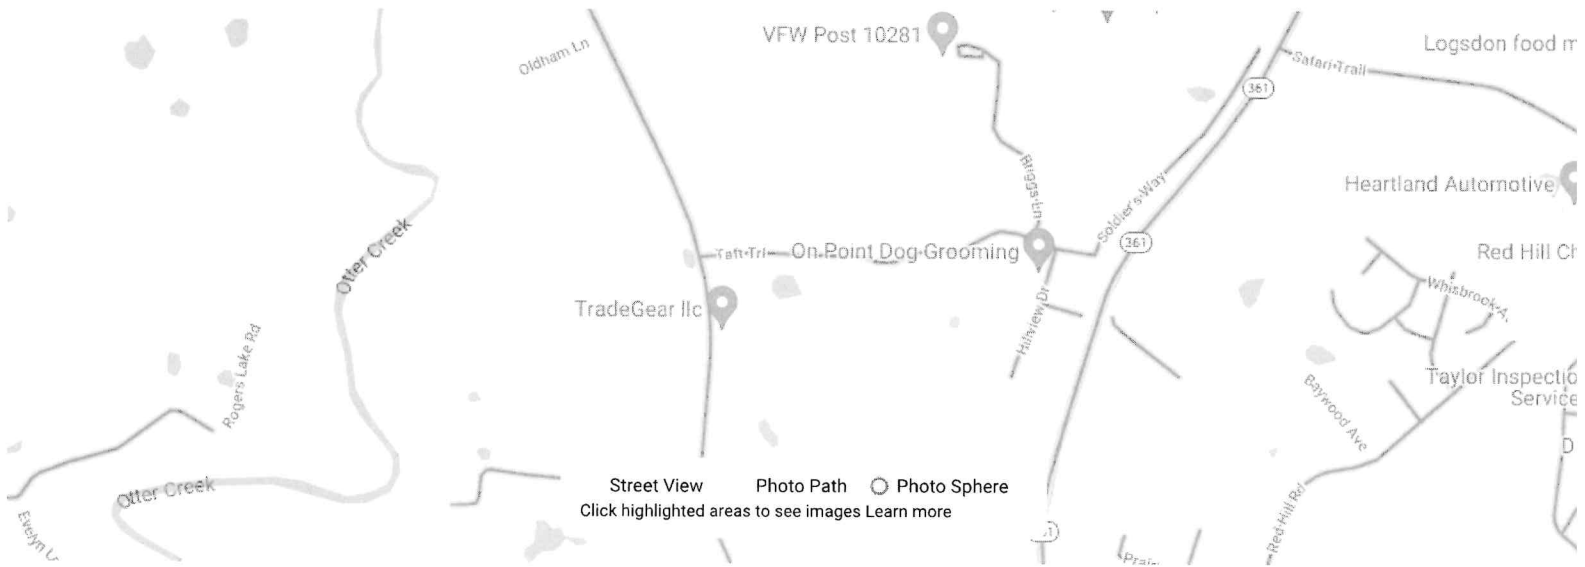 VFW Post 10281
Logsdon food m
Oldham Ln
Safari Trail
361
Briggs Ln
Heartland Automotive
Soldier's Way
Otter Creek
361
Taft Trl
On Point Dog Grooming
Red Hill Ch
Whisbrook A
TradeGear llc
Hillview Dr
Rogers Lake Rd
Taylor Inspectio
Service
Baywood Ave
D
Otter Creek
Street View Photo Path Photo Sphere
Click highlighted areas to see images Learn more
Evelyn
Red Hill Rd